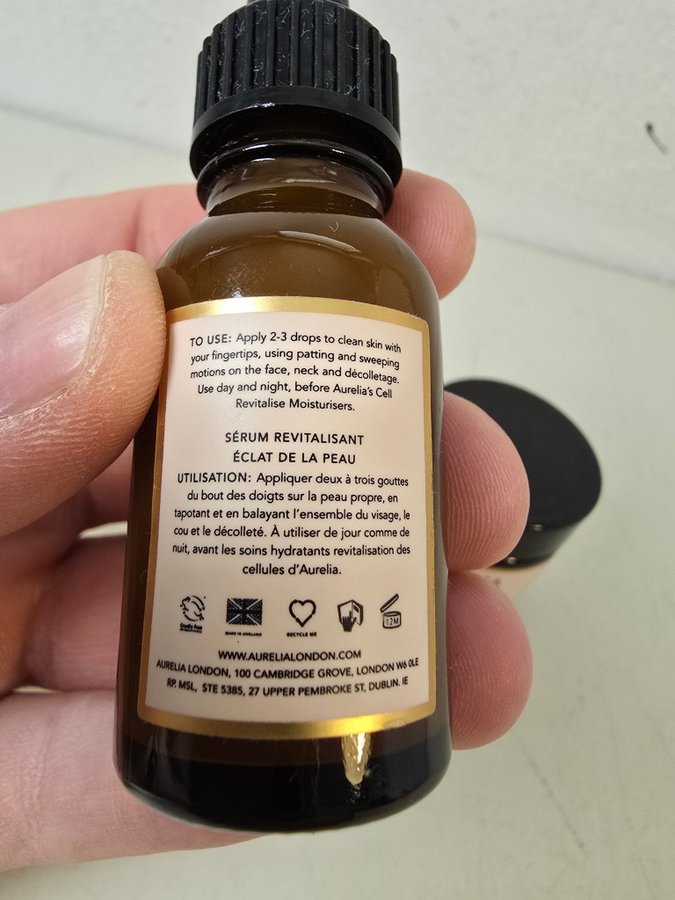 TO USE: Apply 2-3 drops to clean skin with
your fingertips, using patting and sweeping
motions on the face, neck and décolletage.
Use day and night, before Aurelia's Cell
Revitalise Moisturisers.
SÉRUM REVITALISANT
ÉCLAT DE LA PEAU
UTILISATION: Appliquer deux à trois gouttes
du bout des doigts sur la peau propre, en
tapotant et en balayant l'ensemble du visage, le
cou et le décolleté. À utiliser de jour comme de
nuit, avant les soins hydratants revitalisation des
cellules d'Aurelia.
Cruelty Free MADE IN ENGLAND RECYCLE ME 12M
WWW.AURELIALONDON.COM
AURELIA LONDON, 100 CAMBRIDGE GROVE, LONDON W6 0LE
RP. MSL, STE 5385, 27 UPPER PEMBROKE ST, DUBLIN. IE